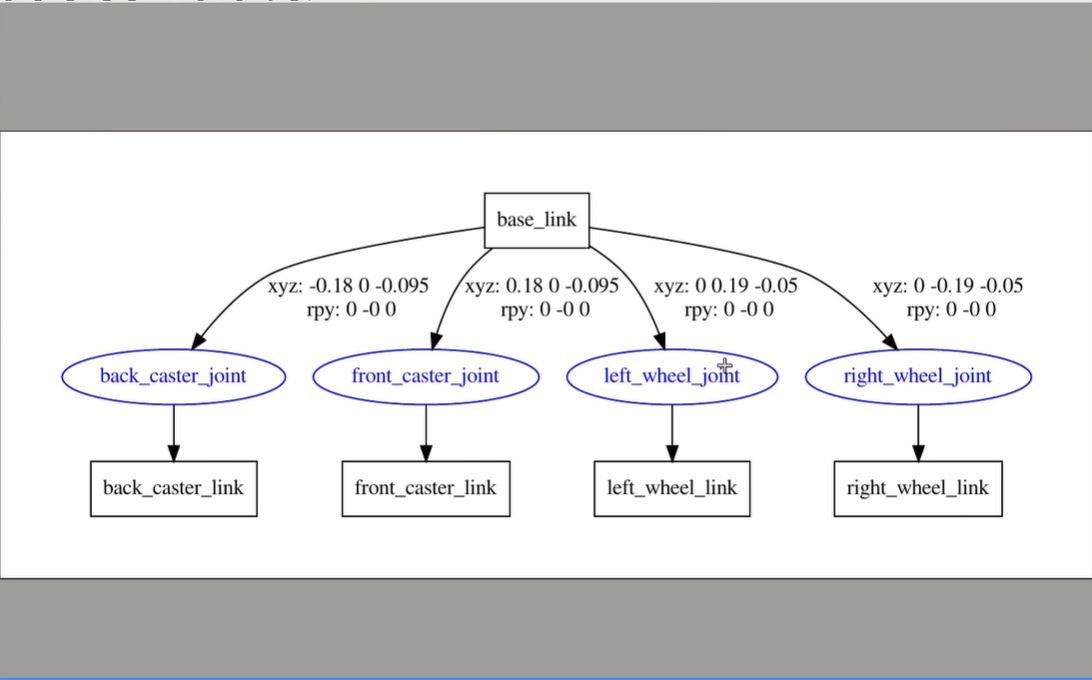 base_link
xyz: -0.18 0 -0.095
rpy: 0 -0 0
xyz: 0.18 0 -0.095
rpy: 0 -0 0
xyz: 0 0.19 -0.05
rpy: 0 -0 0
xyz: 0 -0.19 -0.05
rpy: 0 -0 0
back_caster_joint
front_caster_joint
left_wheel_joint
right_wheel_joint
back_caster_link
front_caster_link
left_wheel_link
right_wheel_link